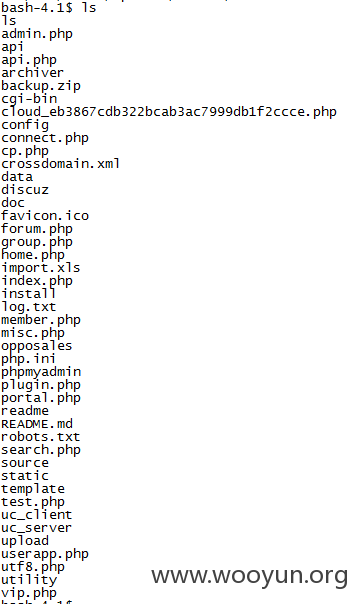 bash-4.1$ ls
ls
admin.php
api
api.php
archiver
backup.zip
cgi-bin
cloud_eb3867cdb322bcab3ac7999db1f2ccce.php
config
connect.php
cp.php
crossdomain.xml
data
discuz
doc
favicon.ico
forum.php
group.php
home.php
import.xls
index.php
install
log.txt
member.php
misc.php
opposales
php.ini
phpmyadmin
plugin.php
portal.php
readme
README.md
robots.txt
search.php
source
static
template
test.php
uc_client
uc_server
upload
userapp.php
utf8.php
utility
vip.php
bash-4.1$
www.wooyun.org